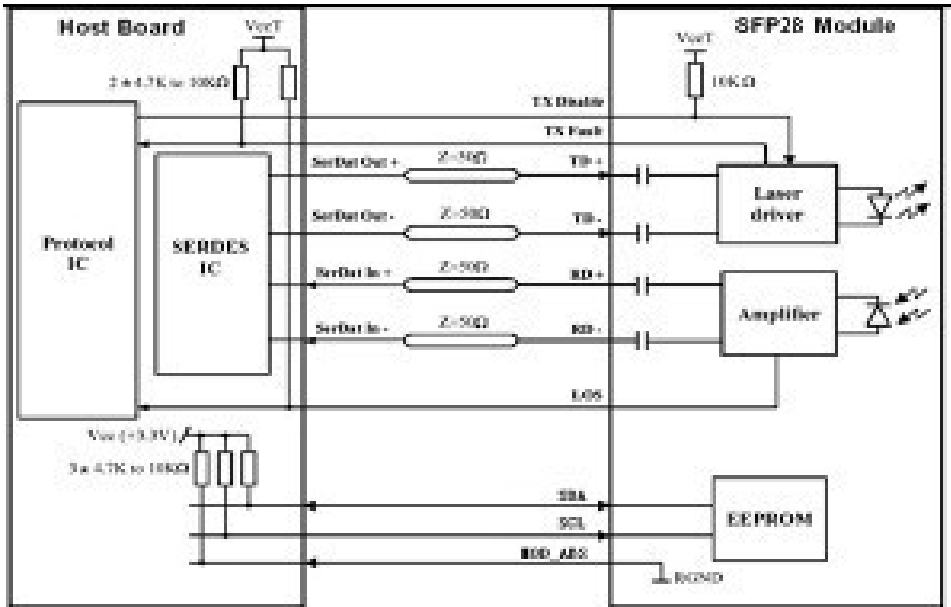 Host Board
VccT
SFP28 Module
VccT
2 x 4.7K to 10KΩ
10KΩ
TX Disable
TX Fault
SerDat Out +
Z=50Ω
TD +
SerDat Out -
Z=50Ω
TD -
Laser
driver
Protocol
IC
SERDES
IC
SerDat In +
Z=50Ω
RD +
SerDat In -
Z=50Ω
RD -
Amplifier
LOS
Vcc (+3.3V)
3 x 4.7K to 10KΩ
SDA
SCL
EEPROM
MOD_ABS
RGND